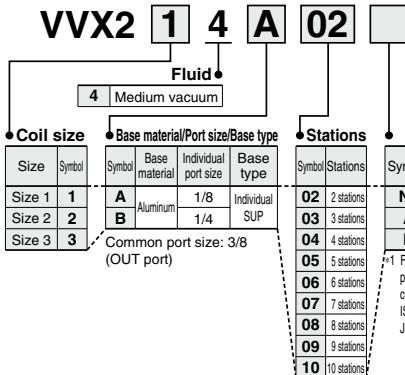 VVX2 1 4 A 02
Fluid
4 Medium vacuum
Coil size
Size Symbol
Size 1 1
Size 2 2
Size 3 3
Base material/Port size/Base type
Symbol Base material Individual port size Base type
A Aluminum 1/8 Individual SUP
B 1/4
Common port size: 3/8
(OUT port)
Stations
Symbol Stations
02 2 stations
03 3 stations
04 4 stations
05 5 stations
06 6 stations
07 7 stations
08 8 stations
09 9 stations
10 10 stations
*1